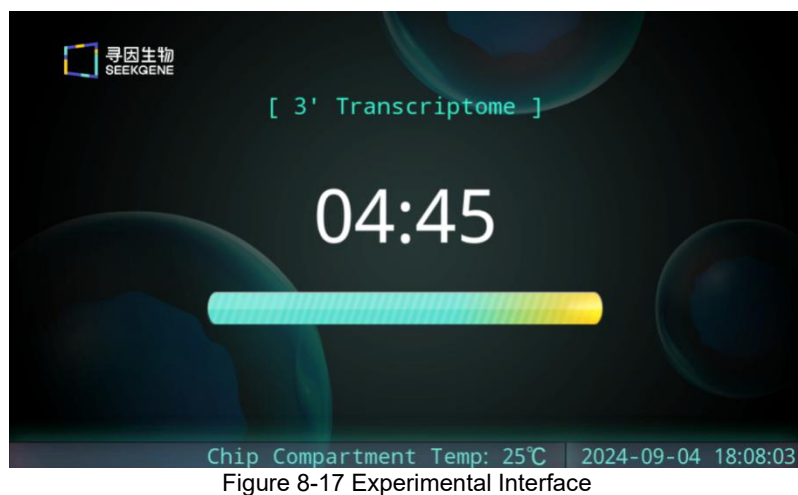 寻因生物
SEEKGENE
[ 3' Transcriptome ]
04:45
Chip Compartment Temp: 25℃
2024-09-04 18:08:03
Figure 8-17 Experimental Interface